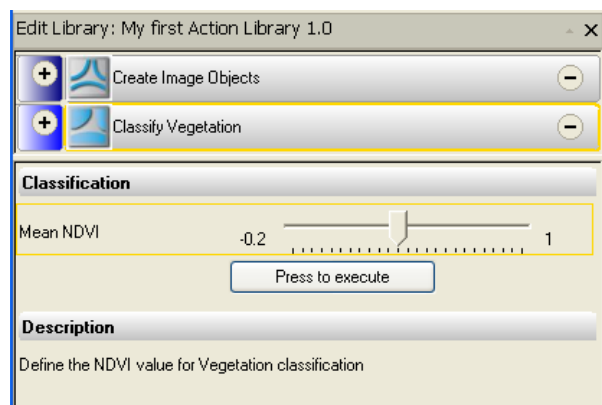 Edit Library: My first Action Library 1.0
Create Image Objects
Classify Vegetation
Classification
Mean NDVI -0.2 1
Press to execute
Description
Define the NDVI value for Vegetation classification